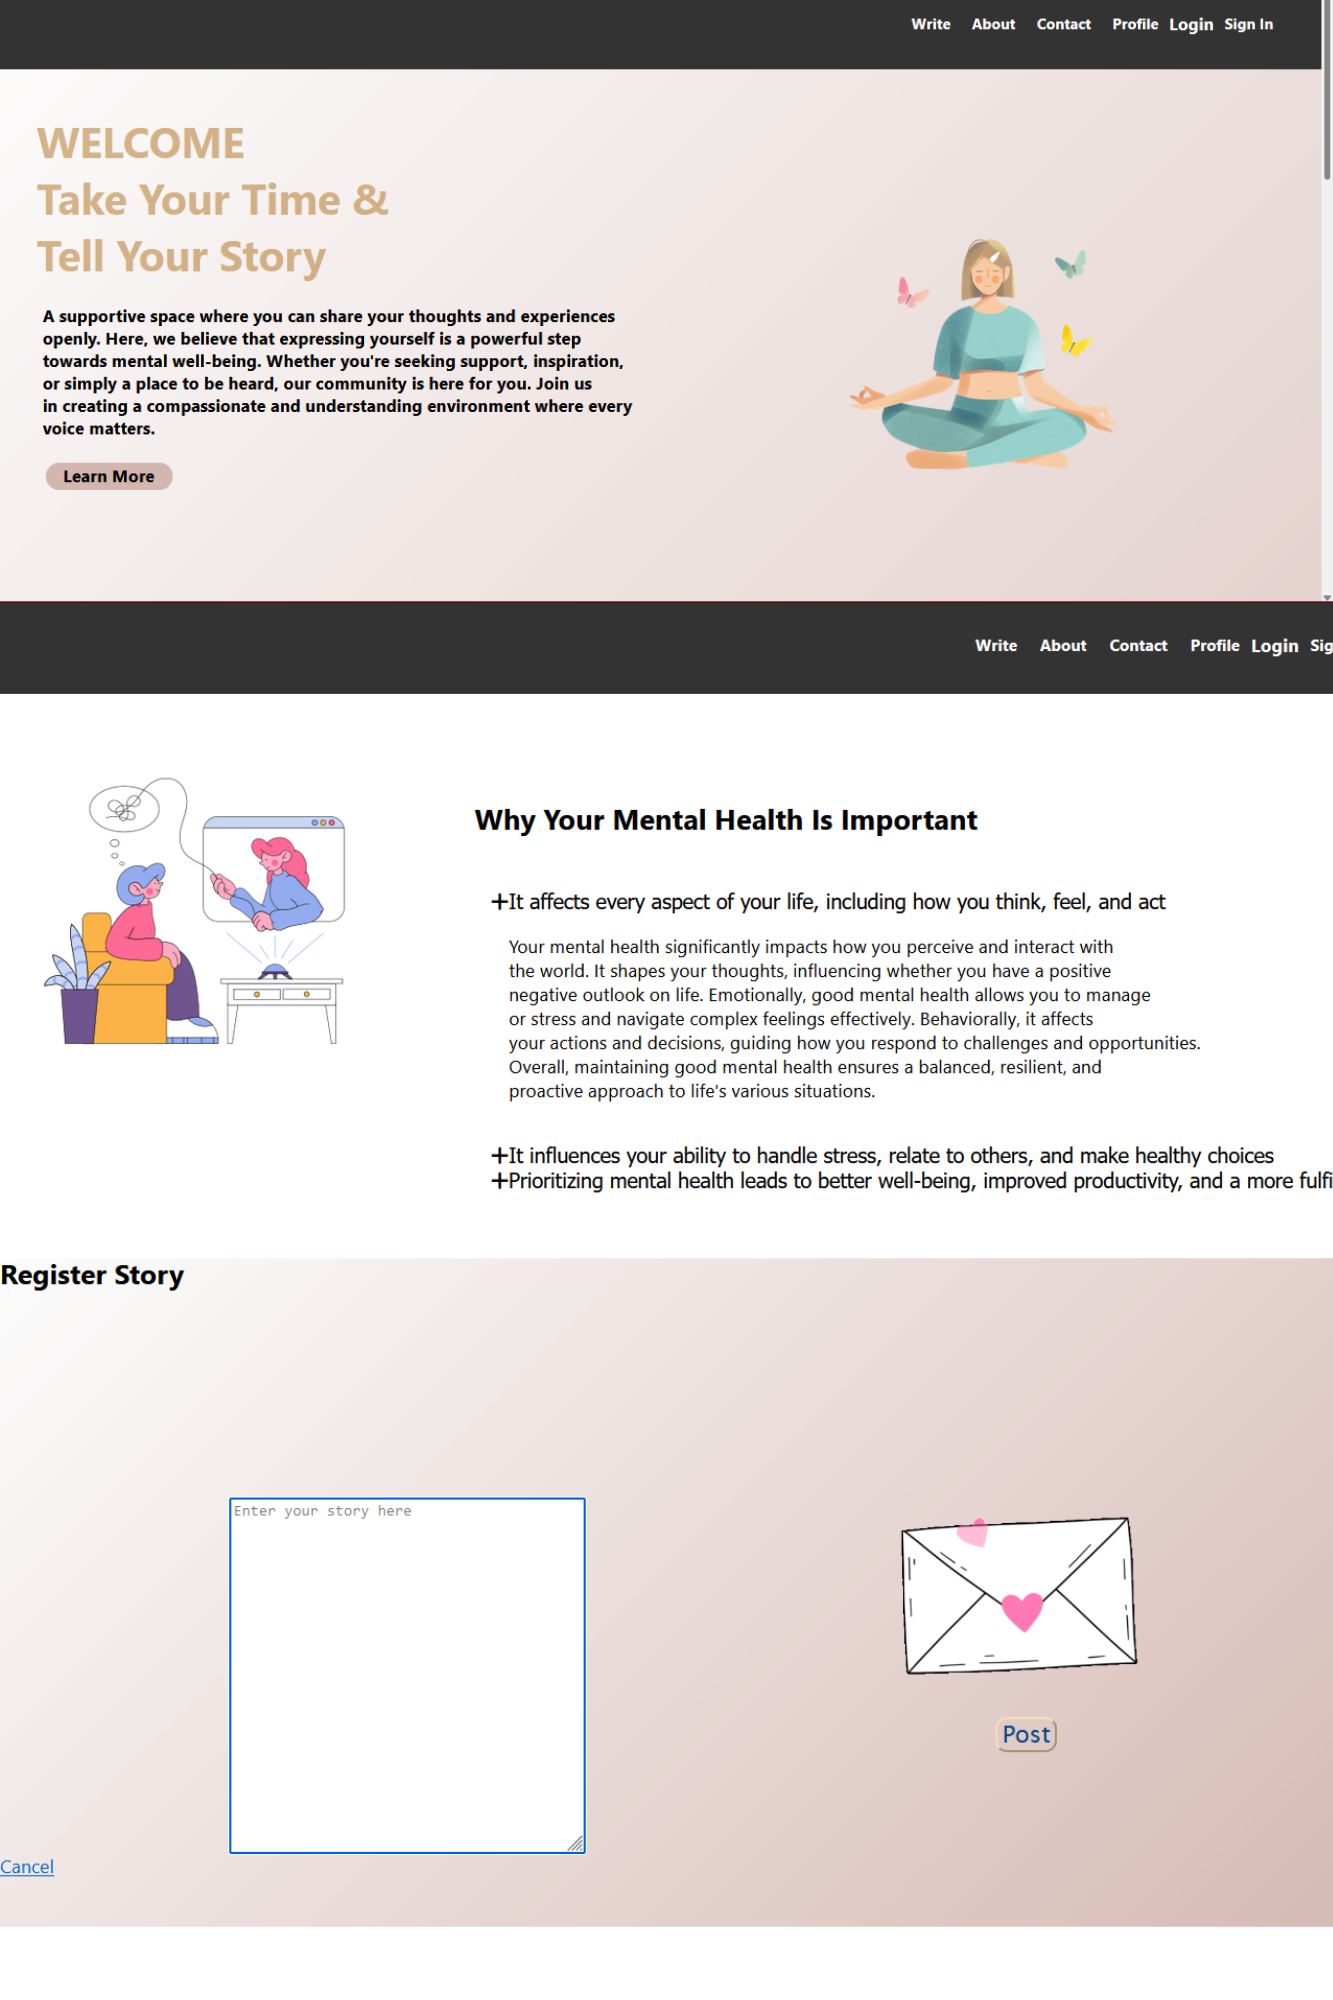 Write About Contact Profile Login Sign In
WELCOME
Take Your Time &
Tell Your Story
A supportive space where you can share your thoughts and experiences
openly. Here, we believe that expressing yourself is a powerful step
towards mental well-being. Whether you're seeking support, inspiration,
or simply a place to be heard, our community is here for you. Join us
in creating a compassionate and understanding environment where every
voice matters.
Learn More
Write About Contact Profile Login Sig
Why Your Mental Health Is Important
+It affects every aspect of your life, including how you think, feel, and act
Your mental health significantly impacts how you perceive and interact with
the world. It shapes your thoughts, influencing whether you have a positive
negative outlook on life. Emotionally, good mental health allows you to manage
or stress and navigate complex feelings effectively. Behaviorally, it affects
your actions and decisions, guiding how you respond to challenges and opportunities.
Overall, maintaining good mental health ensures a balanced, resilient, and
proactive approach to life's various situations.
+It influences your ability to handle stress, relate to others, and make healthy choices
+Prioritizing mental health leads to better well-being, improved productivity, and a more fulfi
Register Story
Enter your story here
Post
Cancel